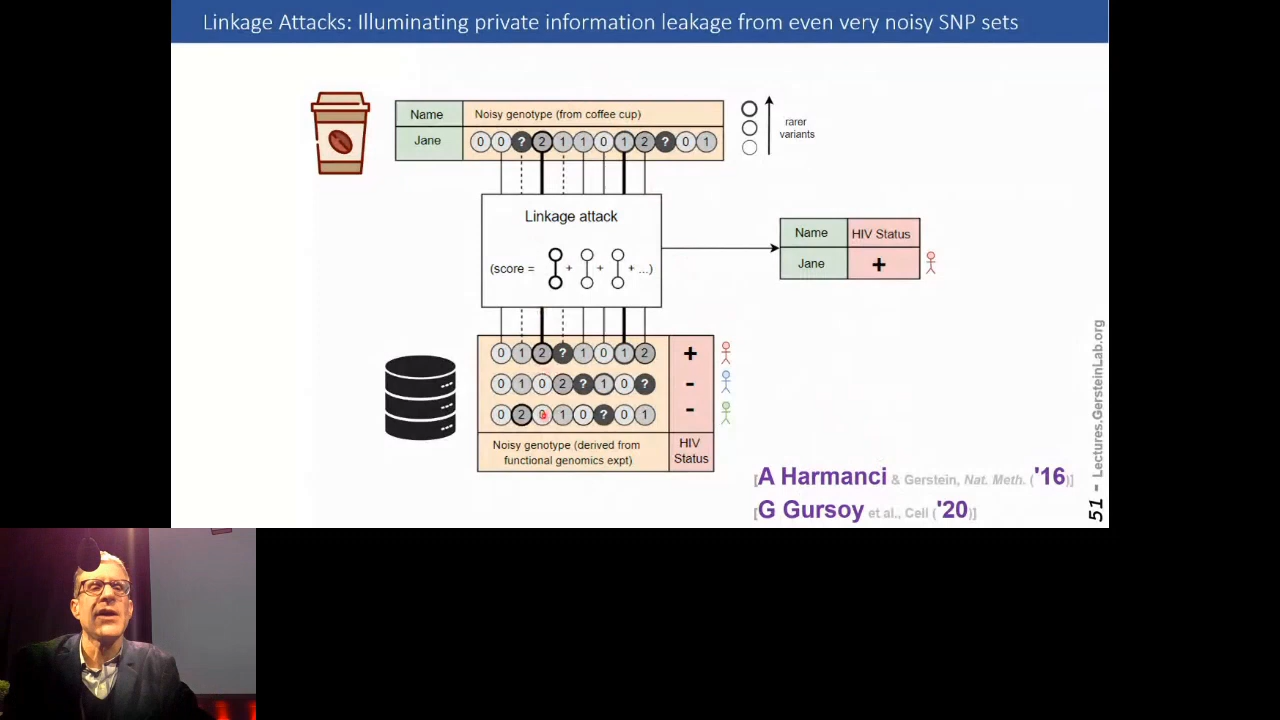 Linkage Attacks: Illuminating private information leakage from even very noisy SNP sets
Name Noisy genotype (from coffee cup)
Jane 0 0 ? 2 1 1 0 1 2 ? 0 1
rarer
variants
Linkage attack
(score = + + + ...)
Name HIV Status
Jane +
0 1 2 ? 1 0 1 2 +
0 1 0 2 ? 1 0 ? -
0 2 0 1 0 ? 0 1 -
Noisy genotype (derived from
functional genomics expt)
HIV
Status
[A Harmanci & Gerstein, Nat. Meth. ('16)]
[G Gursoy et al., Cell ('20)]
51 - Lectures.GersteinLab.org